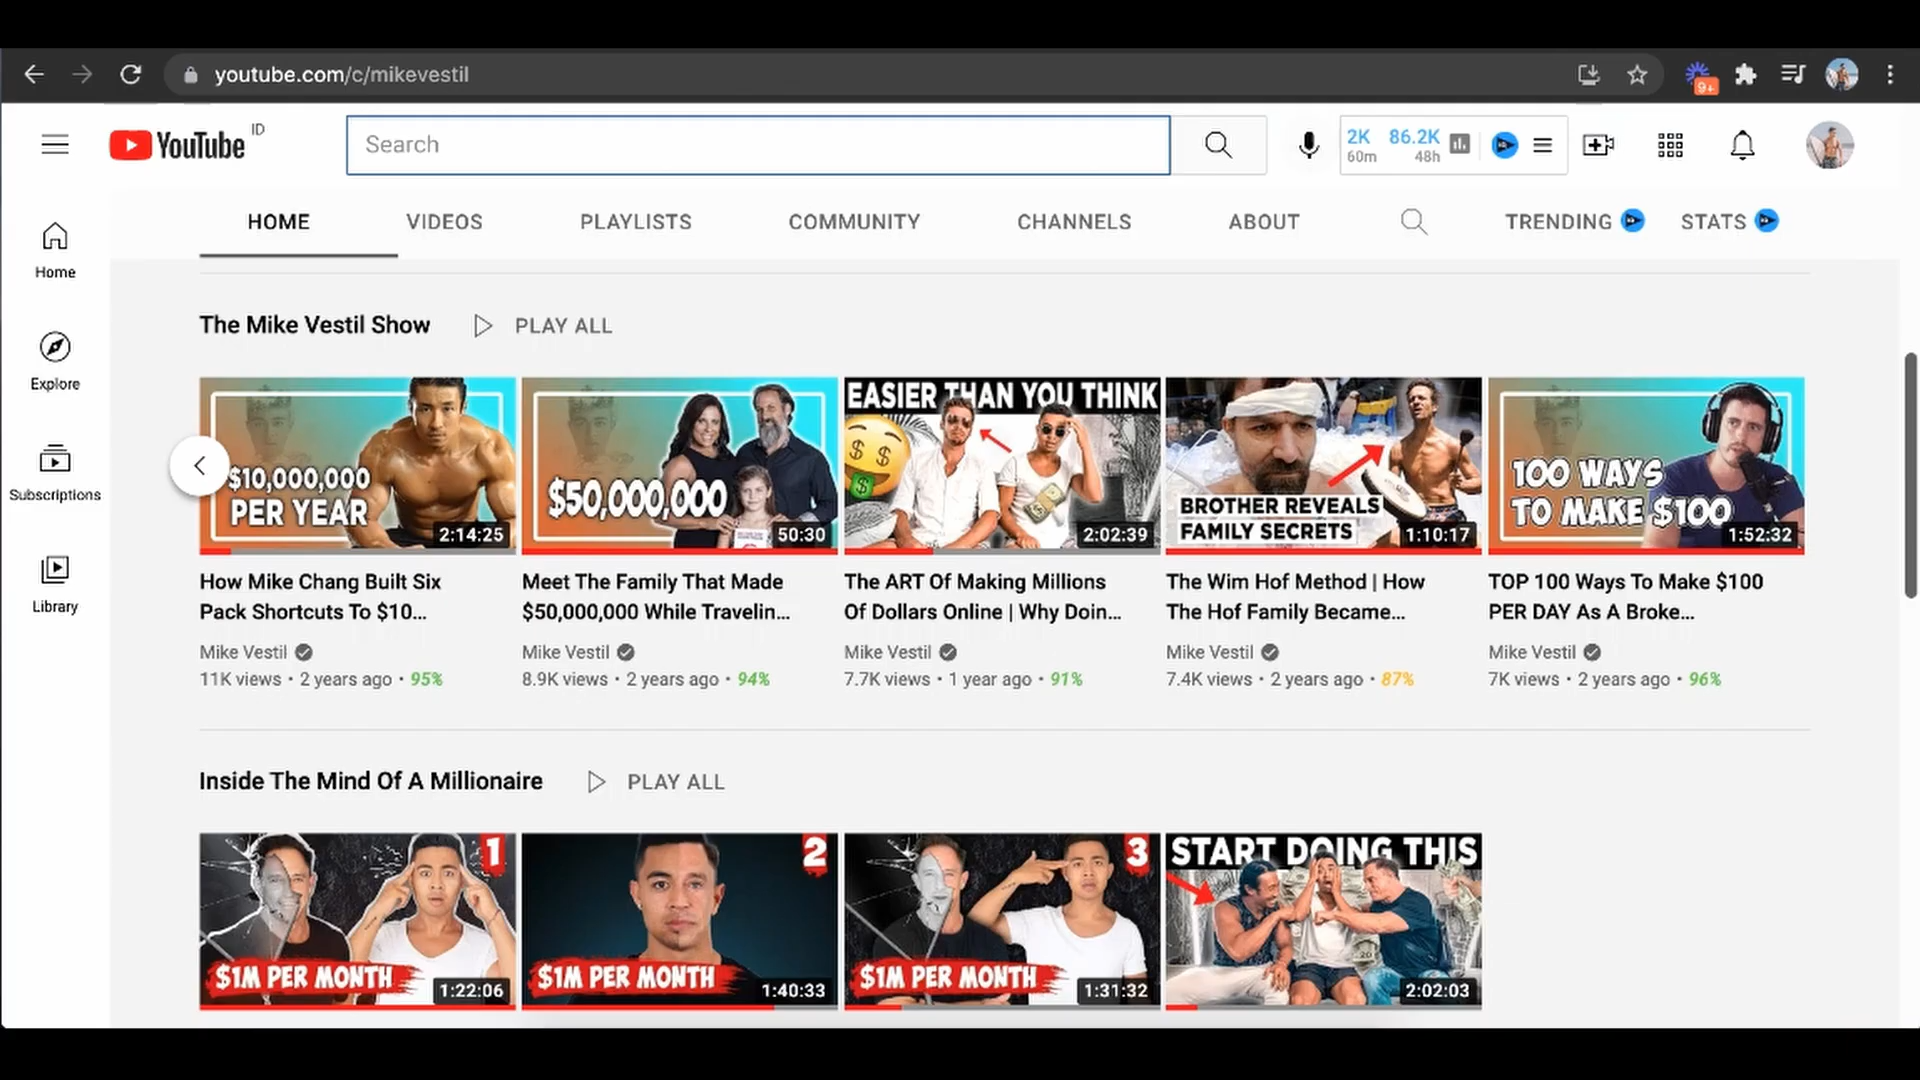 youtube.com/c/mikevestil
9+
YouTube ID
Search
2K 86.2K
60m 48h
HOME VIDEOS PLAYLISTS COMMUNITY CHANNELS ABOUT TRENDING STATS
Home
Explore
Subscriptions
Library
The Mike Vestil Show PLAY ALL
$10,000,000
PER YEAR
2:14:25
$50,000,000
50:30
EASIER THAN YOU THINK
2:02:39
BROTHER REVEALS
FAMILY SECRETS
1:10:17
100 WAYS
TO MAKE $100
1:52:32
How Mike Chang Built Six
Pack Shortcuts To $10...
Mike Vestil
11K views • 2 years ago • 95%
Meet The Family That Made
$50,000,000 While Travelin...
Mike Vestil
8.9K views • 2 years ago • 94%
The ART Of Making Millions
Of Dollars Online | Why Doin...
Mike Vestil
7.7K views • 1 year ago • 91%
The Wim Hof Method | How
The Hof Family Became...
Mike Vestil
7.4K views • 2 years ago • 87%
TOP 100 Ways To Make $100
PER DAY As A Broke...
Mike Vestil
7K views • 2 years ago • 96%
Inside The Mind Of A Millionaire PLAY ALL
1
$1M PER MONTH
1:22:06
2
$1M PER MONTH
1:40:33
3
$1M PER MONTH
1:31:32
START DOING THIS
2:02:03